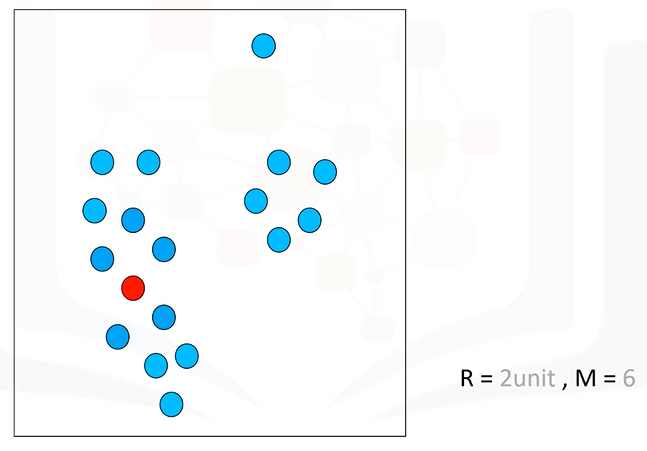 R = 2unit , M = 6